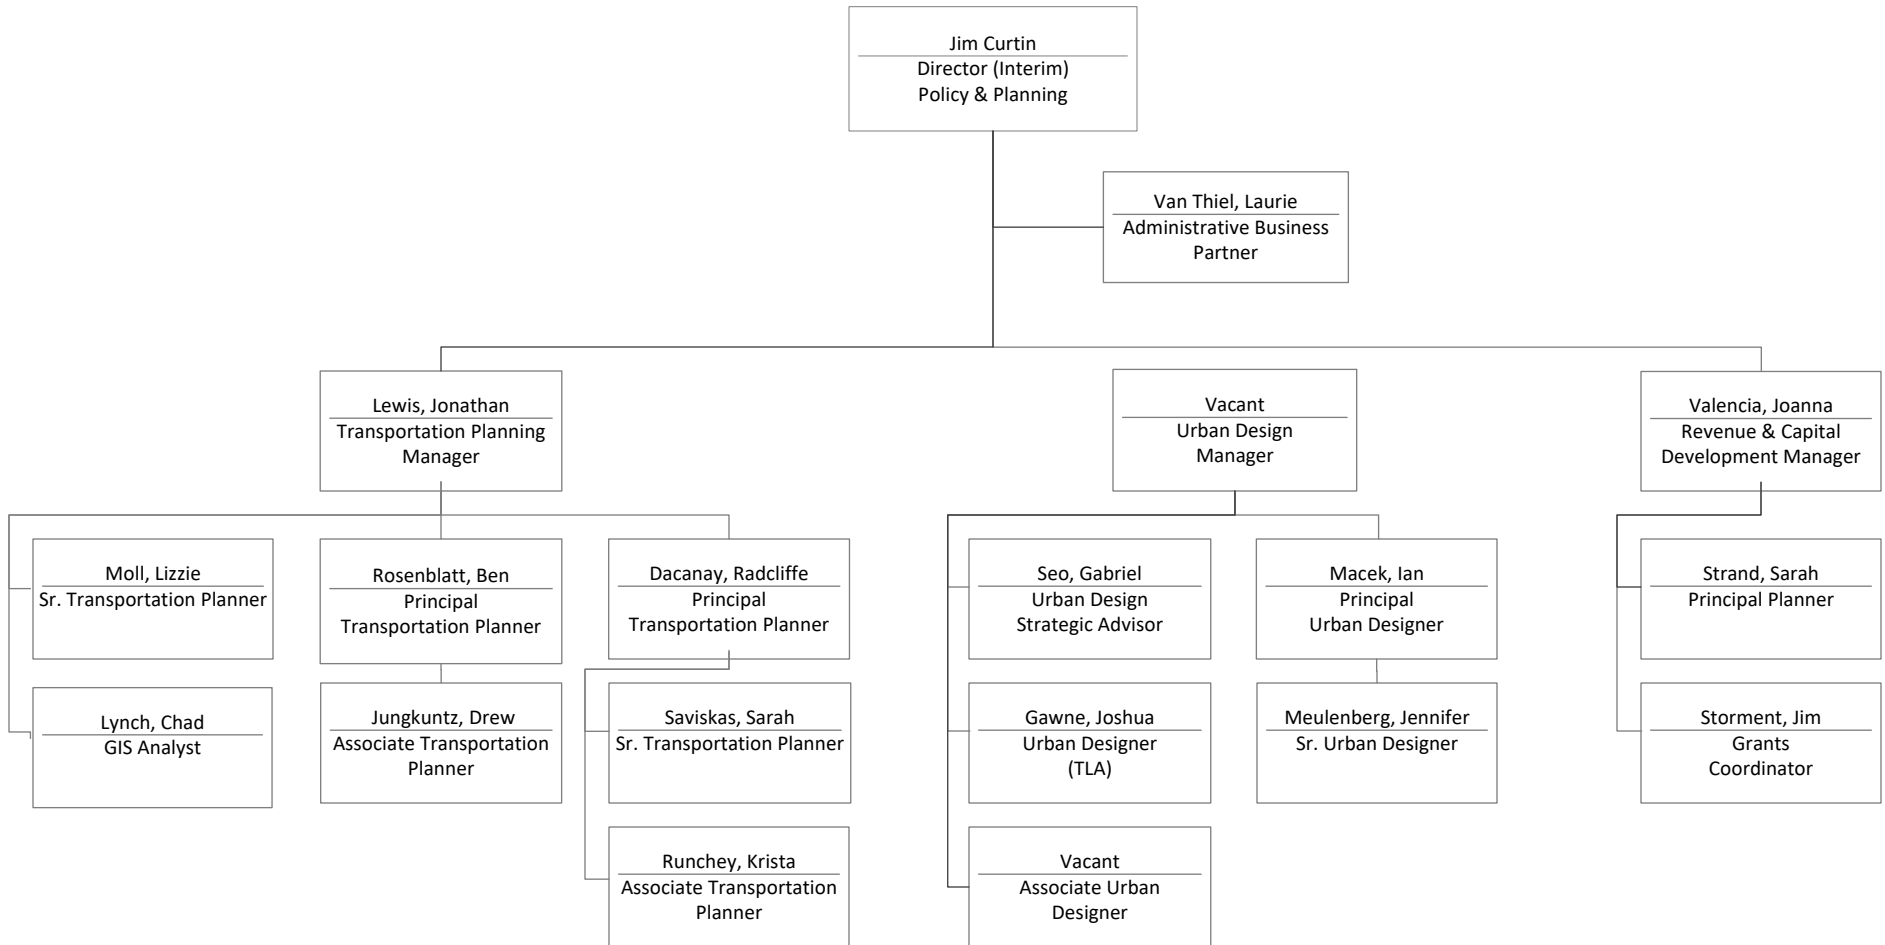 Jim Curtin
Director (Interim)
Policy & Planning
Van Thiel, Laurie
Administrative Business
Partner
Lewis, Jonathan
Transportation Planning
Manager
Vacant
Urban Design
Manager
Valencia, Joanna
Revenue & Capital
Development Manager
Moll, Lizzie
Sr. Transportation Planner
Rosenblatt, Ben
Principal
Transportation Planner
Dacanay, Radcliffe
Principal
Transportation Planner
Seo, Gabriel
Urban Design
Strategic Advisor
Macek, Ian
Principal
Urban Designer
Strand, Sarah
Principal Planner
Lynch, Chad
GIS Analyst
Jungkuntz, Drew
Associate Transportation
Planner
Saviskas, Sarah
Sr. Transportation Planner
Gawne, Joshua
Urban Designer
(TLA)
Meulenberg, Jennifer
Sr. Urban Designer
Storment, Jim
Grants
Coordinator
Runchey, Krista
Associate Transportation
Planner
Vacant
Associate Urban
Designer